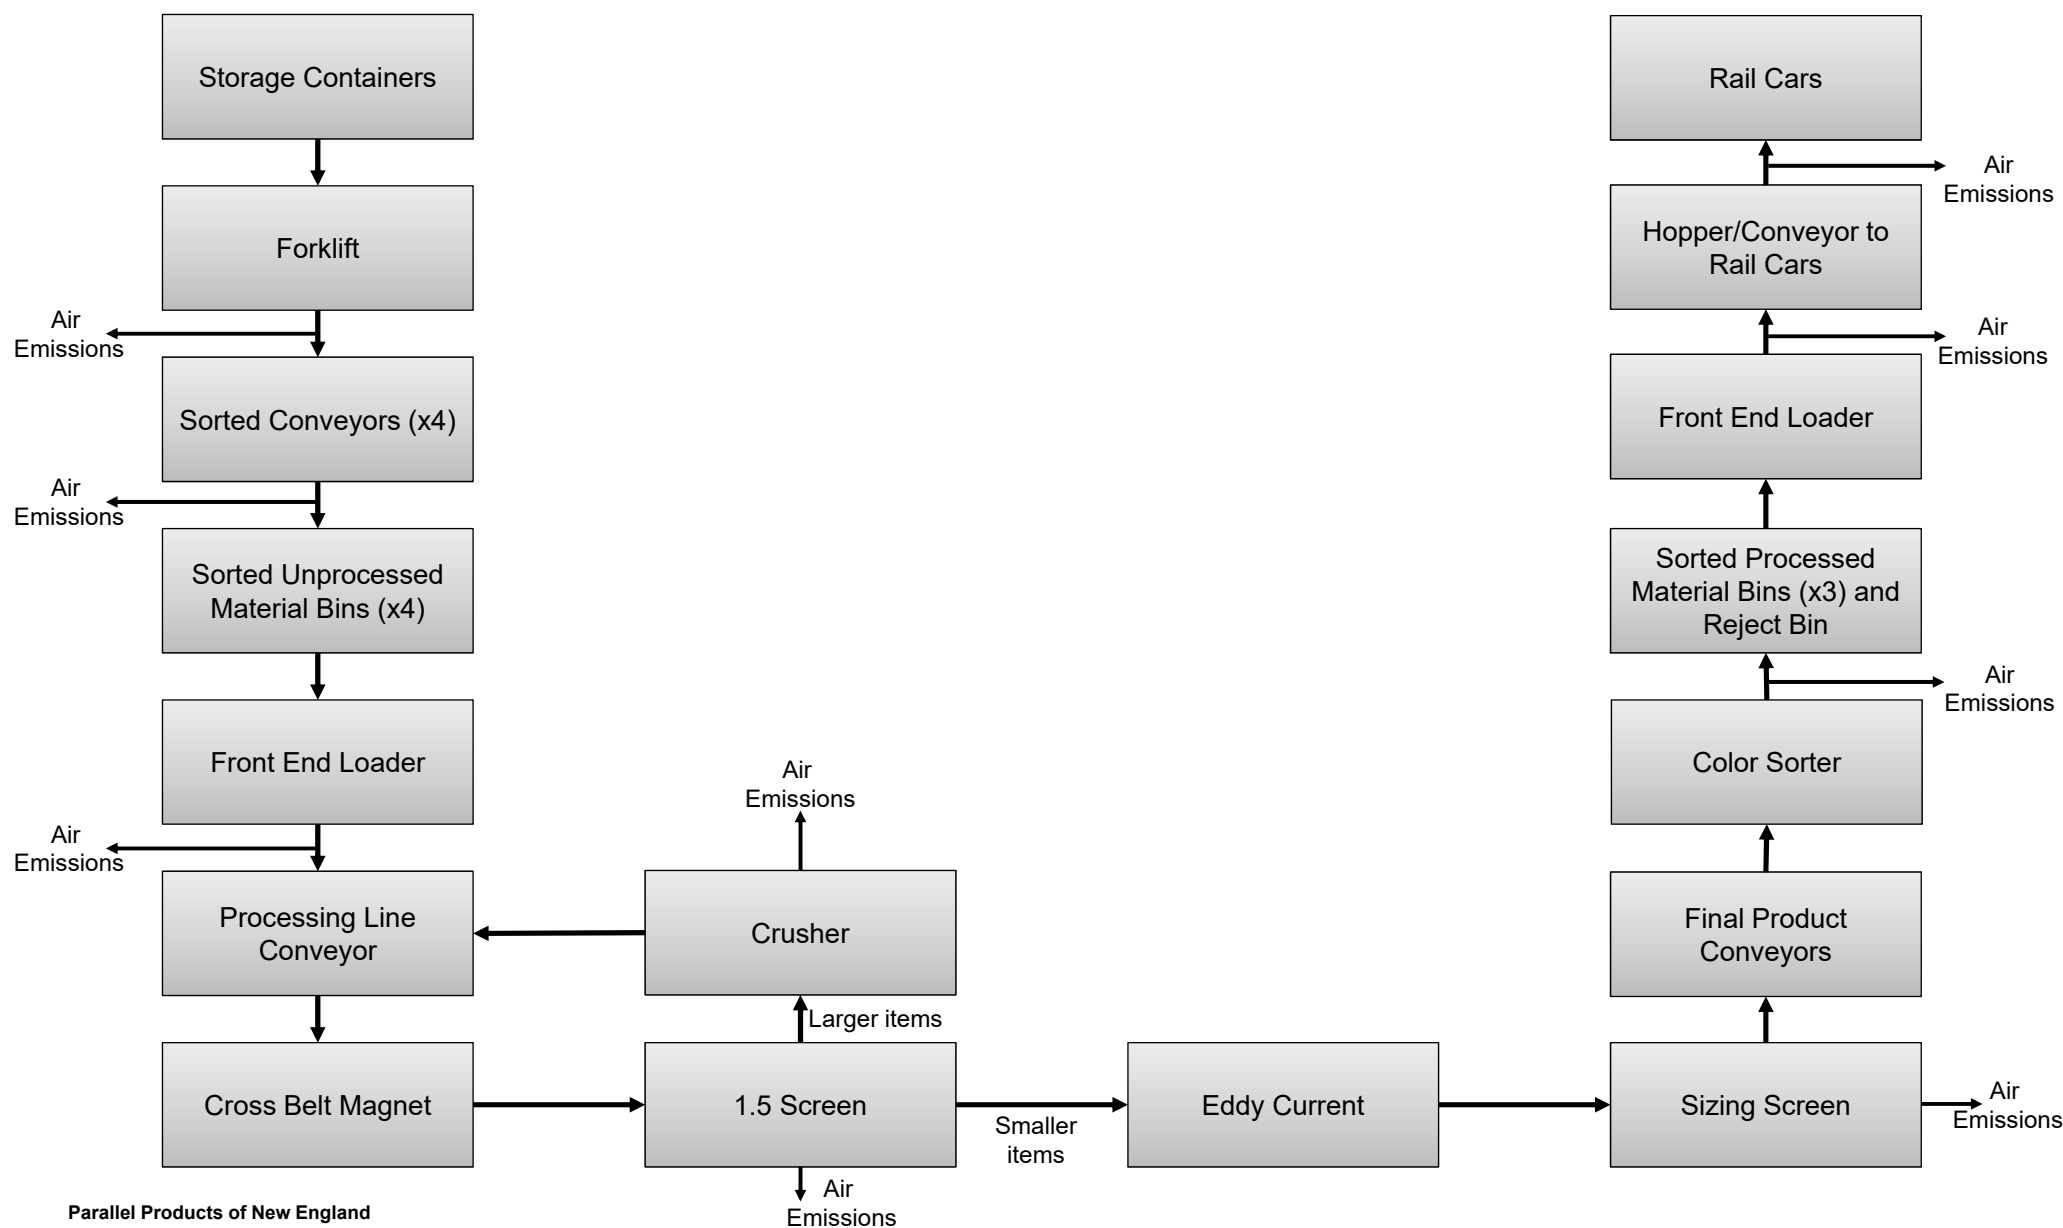 Storage Containers
Forklift
Air
Emissions
Sorted Conveyors (x4)
Air
Emissions
Sorted Unprocessed
Material Bins (x4)
Front End Loader
Air
Emissions
Processing Line
Conveyor
Cross Belt Magnet
Air
Emissions
Crusher
Larger items
1.5 Screen
Air
Emissions
Smaller
items
Eddy Current
Sizing Screen
Air
Emissions
Final Product
Conveyors
Color Sorter
Air
Emissions
Sorted Processed
Material Bins (x3) and
Reject Bin
Front End Loader
Air
Emissions
Hopper/Conveyor to
Rail Cars
Air
Emissions
Rail Cars
Parallel Products of New England